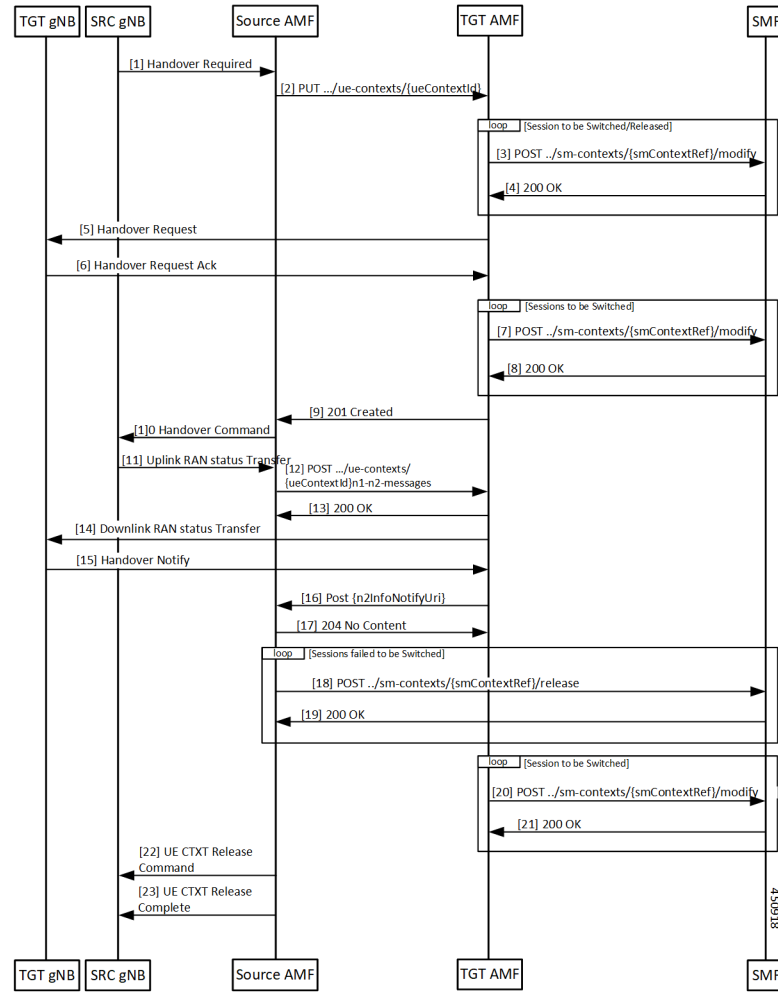 TGT gNB
SRC gNB
Source AMF
TGT AMF
SMF
[1] Handover Required
[2] PUT .../ue-contexts/{ueContextId}
loop
[Session to be Switched/Released]
[3] POST ../sm-contexts/{smContextRef}/modify
[4] 200 OK
[5] Handover Request
[6] Handover Request Ack
loop
[Sessions to be Switched]
[7] POST ../sm-contexts/{smContextRef}/modify
[8] 200 OK
[9] 201 Created
[1]0 Handover Command
[11] Uplink RAN status Transfer
[12] POST .../ue-contexts/
{ueContextId}n1-n2-messages
[13] 200 OK
[14] Downlink RAN status Transfer
[15] Handover Notify
[16] Post {n2InfoNotifyUri}
[17] 204 No Content
loop
[Sessions failed to be Switched]
[18] POST ../sm-contexts/{smContextRef}/release
[19] 200 OK
loop
[Session to be Switched]
[20] POST ../sm-contexts/{smContextRef}/modify
[21] 200 OK
[22] UE CTXT Release
Command
[23] UE CTXT Release
Complete
450918
TGT gNB
SRC gNB
Source AMF
TGT AMF
SMF